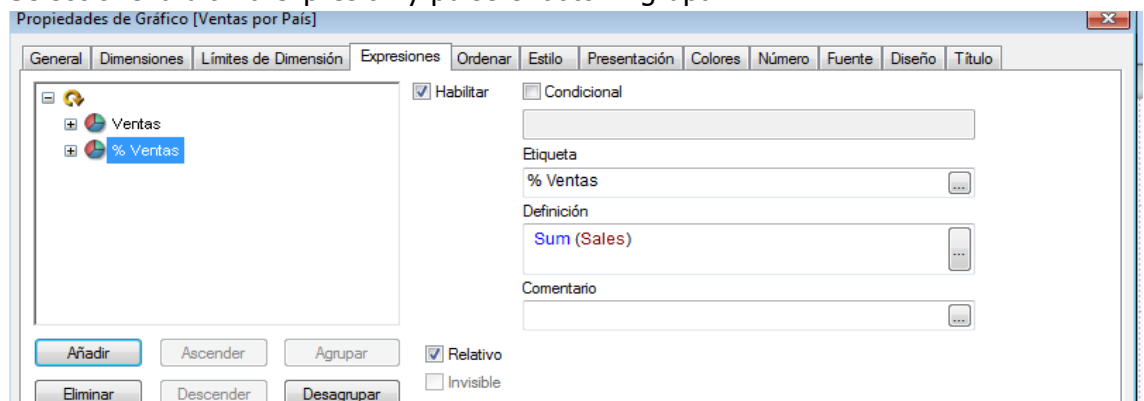 Propiedades de Gráfico [Ventas por País]
General Dimensiones Límites de Dimensión Expresiones Ordenar Estilo Presentación Colores Número Fuente Diseño Título
Habilitar Condicional
Ventas
% Ventas
Etiqueta
% Ventas
Definición
Sum (Sales)
Comentario
Añadir Ascender Agrupar Relativo
Invisible
Eliminar Descender Desagrupar